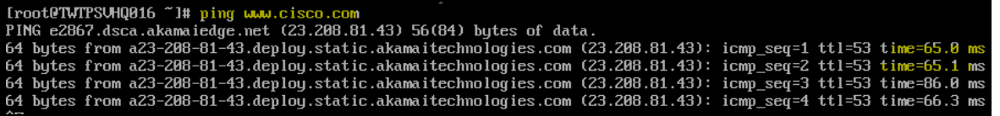 [root@TWTPSVHQ016 ~]# ping www.cisco.com
PING e2867.dsca.akamaiedge.net (23.208.81.43) 56(84) bytes of data.
64 bytes from a23-208-81-43.deploy.static.akamaitechnologies.com (23.208.81.43): icmp_seq=1 ttl=53 time=65.0 ms
64 bytes from a23-208-81-43.deploy.static.akamaitechnologies.com (23.208.81.43): icmp_seq=2 ttl=53 time=65.1 ms
64 bytes from a23-208-81-43.deploy.static.akamaitechnologies.com (23.208.81.43): icmp_seq=3 ttl=53 time=86.0 ms
64 bytes from a23-208-81-43.deploy.static.akamaitechnologies.com (23.208.81.43): icmp_seq=4 ttl=53 time=66.3 ms